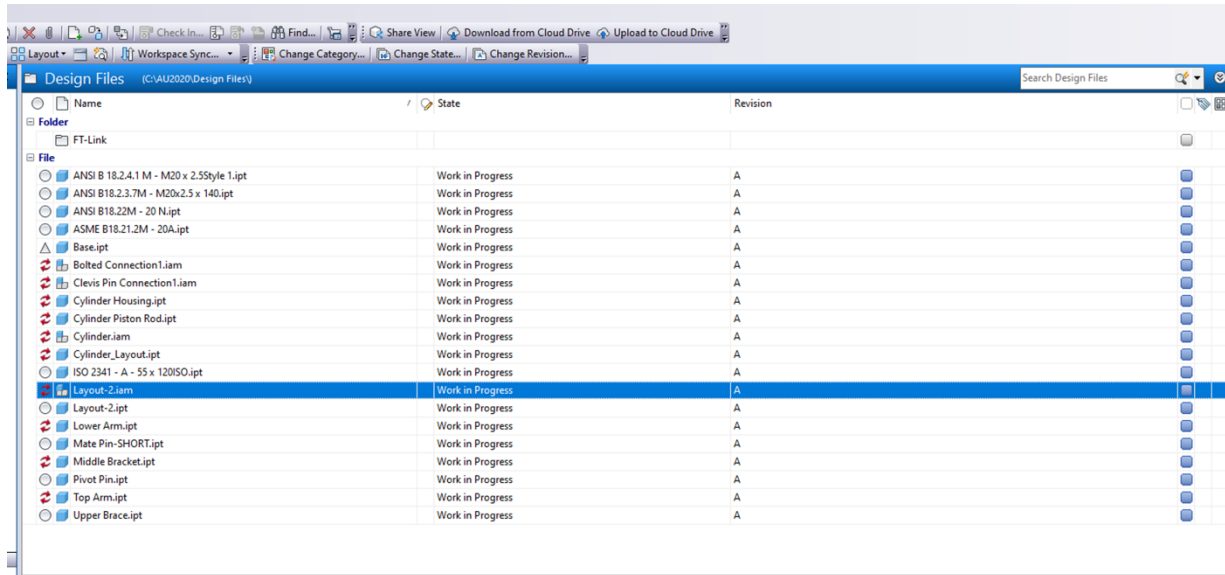 Check In... Find... Share View Download from Cloud Drive Upload to Cloud Drive
Layout Workspace Sync... Change Category... Change State... Change Revision...
Design Files (C:\AU2020\Design Files\) Search Design Files
Name State Revision
Folder
FT-Link
File
ANSI B 18.2.4.1 M - M20 x 2.5Style 1.ipt Work in Progress A
ANSI B18.2.3.7M - M20x2.5 x 140.ipt Work in Progress A
ANSI B18.22M - 20 N.ipt Work in Progress A
ASME B18.21.2M - 20A.ipt Work in Progress A
Base.ipt Work in Progress A
Bolted Connection1.iam Work in Progress A
Clevis Pin Connection1.iam Work in Progress A
Cylinder Housing.ipt Work in Progress A
Cylinder Piston Rod.ipt Work in Progress A
Cylinder.iam Work in Progress A
Cylinder_Layout.ipt Work in Progress A
ISO 2341 - A - 55 x 120ISO.ipt Work in Progress A
Layout-2.iam Work in Progress A
Layout-2.ipt Work in Progress A
Lower Arm.ipt Work in Progress A
Mate Pin-SHORT.ipt Work in Progress A
Middle Bracket.ipt Work in Progress A
Pivot Pin.ipt Work in Progress A
Top Arm.ipt Work in Progress A
Upper Brace.ipt Work in Progress A